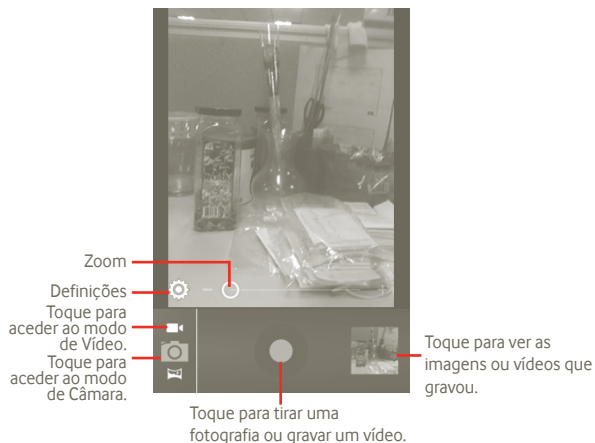 Zoom
Definições
Toque para
aceder ao modo
de Vídeo.
Toque para
aceder ao modo
de Câmara.
Toque para ver as
imagens ou vídeos que
gravou.
Toque para tirar uma
fotografia ou gravar um vídeo.